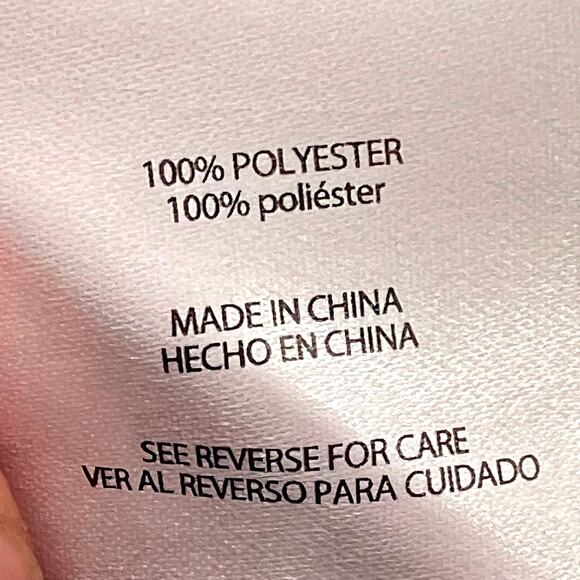 100% POLYESTER
100% poliéster
MADE IN CHINA
HECHO EN CHINA
SEE REVERSE FOR CARE
VER AL REVERSO PARA CUIDADO